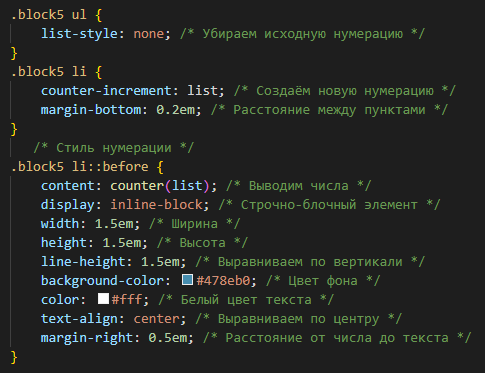 .block5 ul {
    list-style: none; /* Убираем исходную нумерацию */
}
.block5 li {
    counter-increment: list; /* Создаём новую нумерацию */
    margin-bottom: 0.2em; /* Расстояние между пунктами */
}
   /* Стиль нумерации */
.block5 li::before {
    content: counter(list); /* Выводим числа */
    display: inline-block; /* Строчно-блочный элемент */
    width: 1.5em; /* Ширина */
    height: 1.5em; /* Высота */
    line-height: 1.5em; /* Выравниваем по вертикали */
    background-color: #478eb0; /* Цвет фона */
    color: #fff; /* Белый цвет текста */
    text-align: center; /* Выравниваем по центру */
    margin-right: 0.5em; /* Расстояние от числа до текста */
}